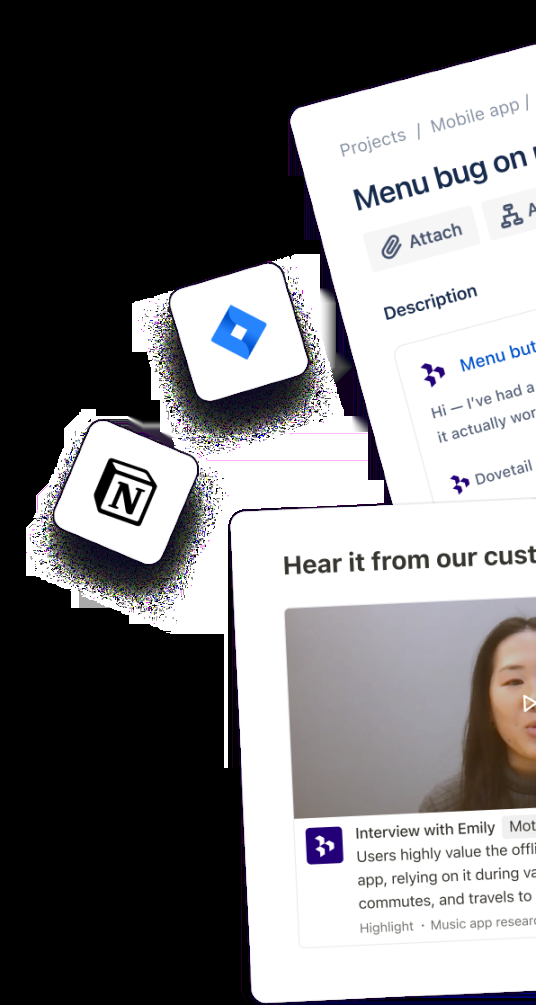 Projects / Mobile app /
Menu bug on
Attach
Description
Menu but
Hi — I've had a
it actually wor
Dovetail
N
Hear it from our cust
Interview with Emily Mot
Users highly value the offli
app, relying on it during va
commutes, and travels to
Highlight · Music app researc